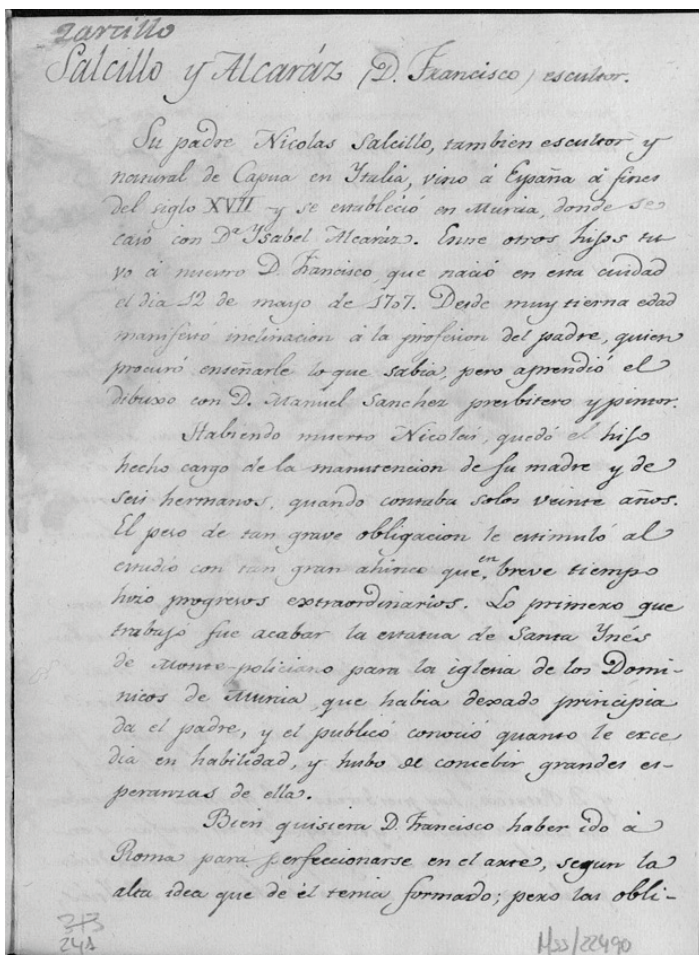 Zarcillo
Salcillo y Alcaráz (D. Francisco) escultor.
Su padre Nicolas Salcillo, tambien escultor y
natural de Capua en Ytalia, vino á España á fines
del siglo XVII y se estableció en Murcia, donde se
casó con Dª Ysabel Alcaráz. Entre otros hijos tu
vo á nuestro D. Francisco, que nació en esta cuidad
el dia 12 de mayo de 1707. Desde muy tierna edad
manifestó inclinacion á la profesion del padre, quien
procuró enseñarle lo que sabia, pero aprendió el
dibuxo con D. Manuel Sanchez presbitero y pintor.
Habiendo muerto Nicolás, quedó el hijo
hecho cargo de la manutencion de su madre y de
seis hermanos, quando contaba solos veinte años.
El peso de tan grave obligacion le estimuló al
estudio con tan gran ahinco que en breve tiempo
hizo progresos extraordinarios. Lo primero que
trabajo fue acabar la estatua de Santa Ynés
de Monte-policiano para la iglesia de los Domi-
nicos de Murcia, que habia dexado principia
da el padre, y el publicó conoció quanto le exce
dia en habilidad, y hubo de concebir grandes es-
peranzas de ella.
Bien quisiera D. Francisco haber ido á
Roma para perfeccionarse en el arte, segun la
alta idea que de él tenia formado; pero las obli-
241
Mss/22490